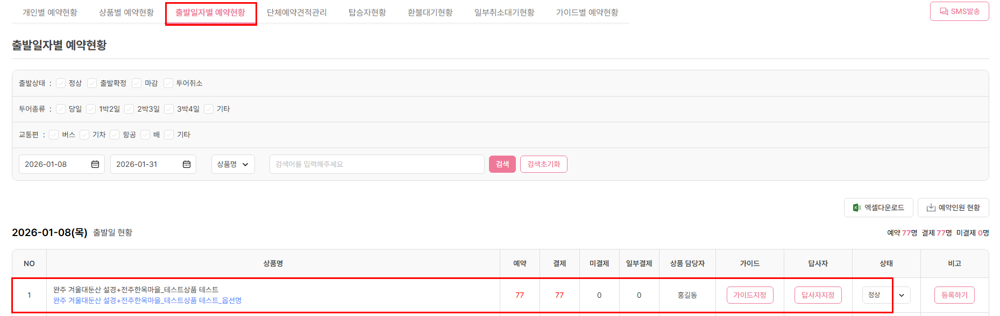 개인별 예약현황 상품별 예약현황 출발일자별 예약현황 단체예약견적관리 탑승자현황 환불대기현황 일부취소대기현황 가이드별 예약현황 SMS발송
출발일자별 예약현황
출발상태 : 정상 출발확정 마감 투어취소
투어종류 : 당일 1박2일 2박3일 3박4일 기타
교통편 : 버스 기차 항공 배 기타
2026-01-08 2026-01-31 상품명 검색어를 입력해주세요 검색 검색초기화
엑셀다운로드 예약인원 현황
2026-01-08(목) 출발일 현황 예약 77명 결제 77명 미결제 0명
NO 상품명 예약 결제 미결제 일부결제 상품 담당자 가이드 답사자 상태 비고
1 완주 겨울대둔산 설경+전주한옥마을_테스트상품 테스트 77 77 0 0 홍길동 가이드지정 답사자지정 정상 등록하기
완주 겨울대둔산 설경+전주한옥마을_테스트상품 테스트_옵션명